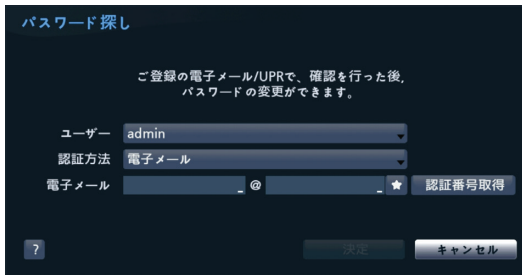 パスワード探し
ご登録の電子メール/UPRで、確認を行った後,
パスワードの変更ができます。
ユーザー admin
認証方法 電子メール
電子メール _ @ _ ★ 認証番号取得
? 決定 キャンセル